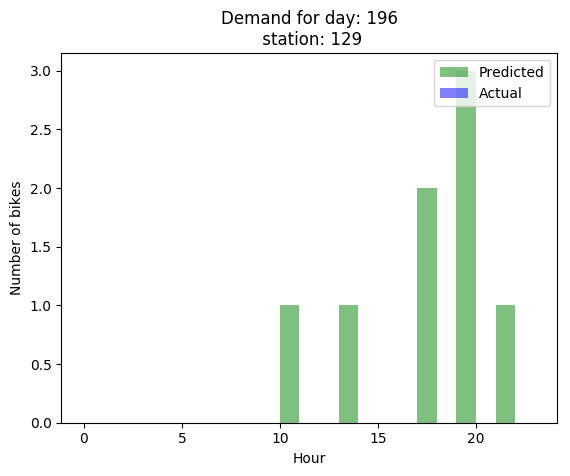 Demand for day: 196
station: 129
Predicted
Actual
Number of bikes
3.0
2.5
2.0
1.5
1.0
0.5
0.0
0
5
10
15
20
Hour